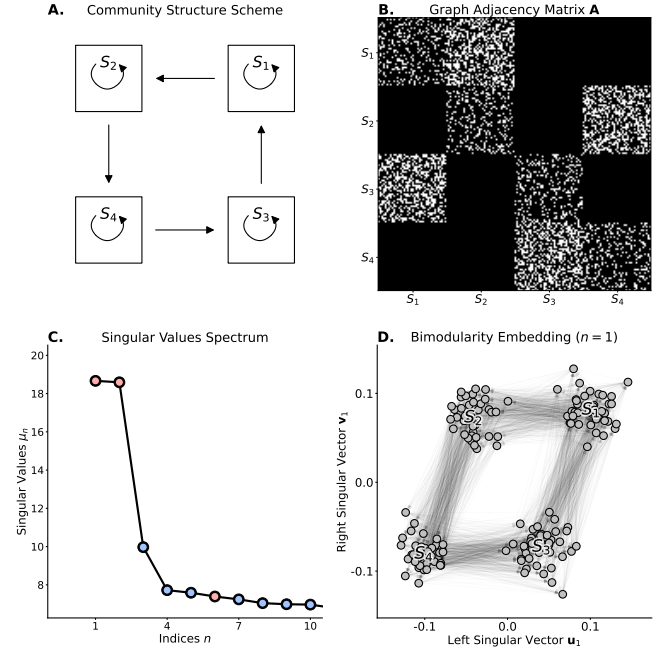 A. Community Structure Scheme
S₂
S₁
S₄
S₃
B. Graph Adjacency Matrix A
S₁
S₂
S₃
S₄
S₁ S₂ S₃ S₄
C. Singular Values Spectrum
Singular Values μₙ
20
18
16
14
12
10
8
1 4 7 10
Indices n
D. Bimodularity Embedding (n = 1)
Right Singular Vector v₁
0.1
0.0
-0.1
S₂
S₁
S₄
S₃
-0.1 0.0 0.1
Left Singular Vector u₁